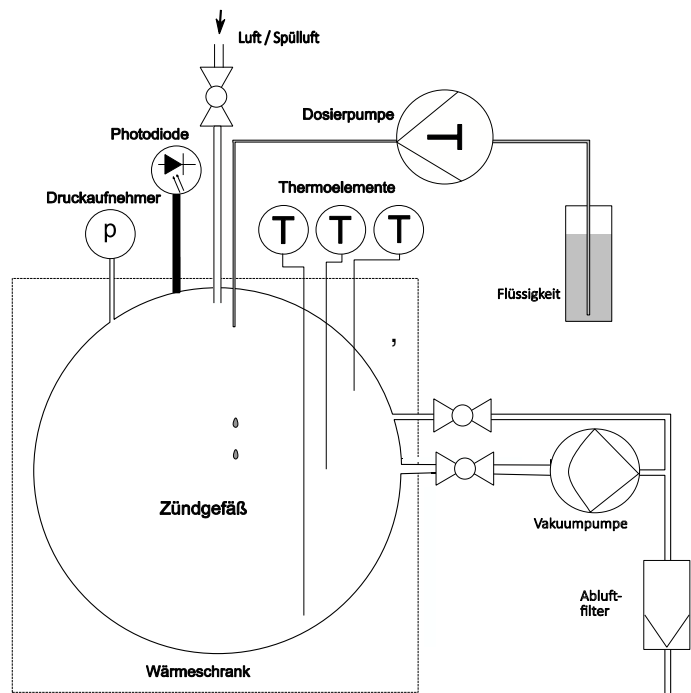 Luft / Spülluft
Dosierpumpe
Photodiode
Thermoelemente
Druckaufnehmer
p
T
T
T
T
Flüssigkeit
,
Zündgefäß
Vakuumpumpe
Abluft-
filter
Wärmeschrank